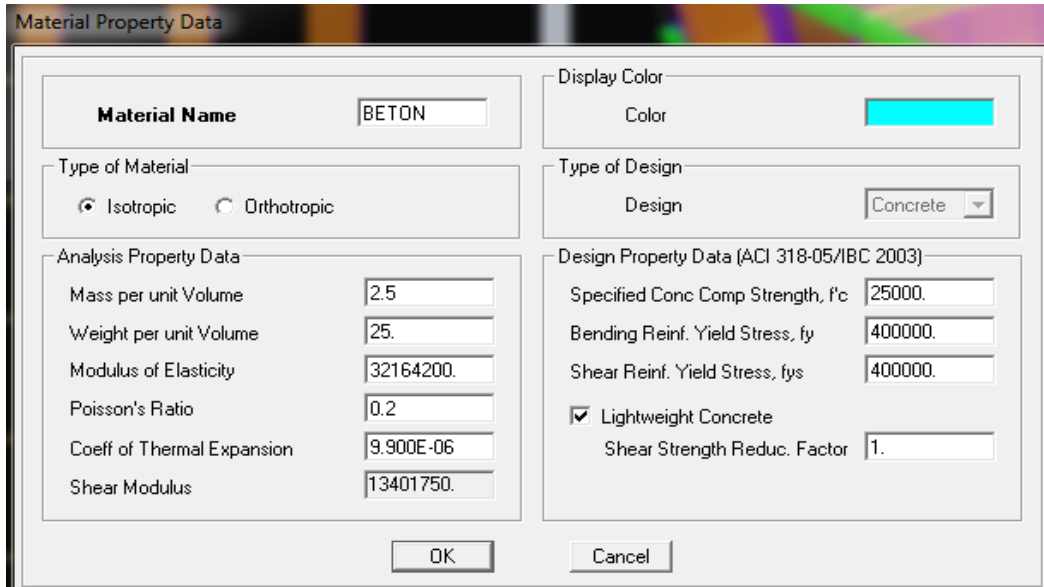 Material Property Data
Material Name BETON
Display Color
Color
Type of Material
Isotropic Orthotropic
Type of Design
Design Concrete
Analysis Property Data
Mass per unit Volume 2.5
Weight per unit Volume 25.
Modulus of Elasticity 32164200.
Poisson's Ratio 0.2
Coeff of Thermal Expansion 9.900E-06
Shear Modulus 13401750.
Design Property Data (ACI 318-05/IBC 2003)
Specified Conc Comp Strength, f'c 25000.
Bending Reinf. Yield Stress, fy 400000.
Shear Reinf. Yield Stress, fys 400000.
Lightweight Concrete
Shear Strength Reduc. Factor 1.
OK Cancel